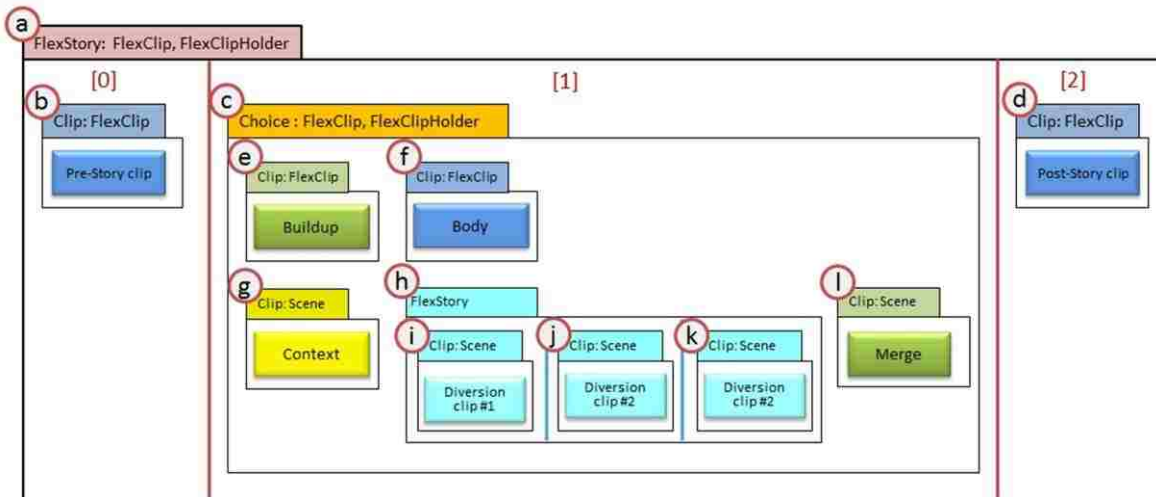 a
FlexStory: FlexClip, FlexClipHolder
[0]
[1]
[2]
b
Clip: FlexClip
Pre-Story clip
c
Choice : FlexClip, FlexClipHolder
d
Clip: FlexClip
Post-Story clip
e
Clip: FlexClip
Buildup
f
Clip: FlexClip
Body
g
Clip: Scene
Context
h
FlexStory
i
Clip: Scene
Diversion
clip #1
j
Clip: Scene
Diversion
clip #2
k
Clip: Scene
Diversion
clip #2
l
Clip: Scene
Merge